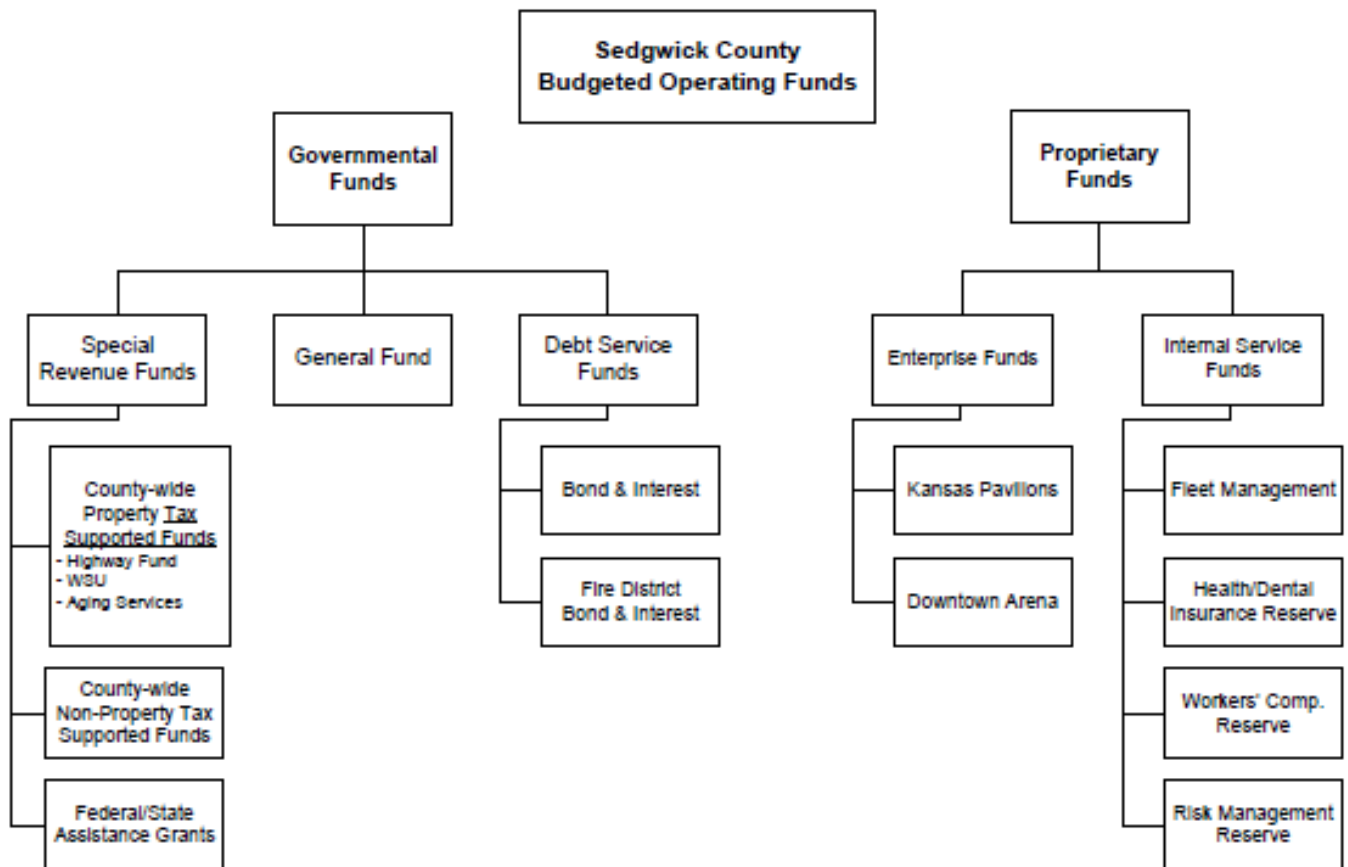 Sedgwick County
Budgeted Operating Funds
Governmental
Funds
Proprietary
Funds
Special
Revenue Funds
General Fund
Debt Service
Funds
Enterprise Funds
Internal Service
Funds
County-wide
Property Tax
Supported Funds
- Highway Fund
- WSU
- Aging Services
County-wide
Non-Property Tax
Supported Funds
Federal/State
Assistance Grants
Bond & Interest
Fire District
Bond & Interest
Kansas Pavilions
Downtown Arena
Fleet Management
Health/Dental
Insurance Reserve
Workers' Comp.
Reserve
Risk Management
Reserve